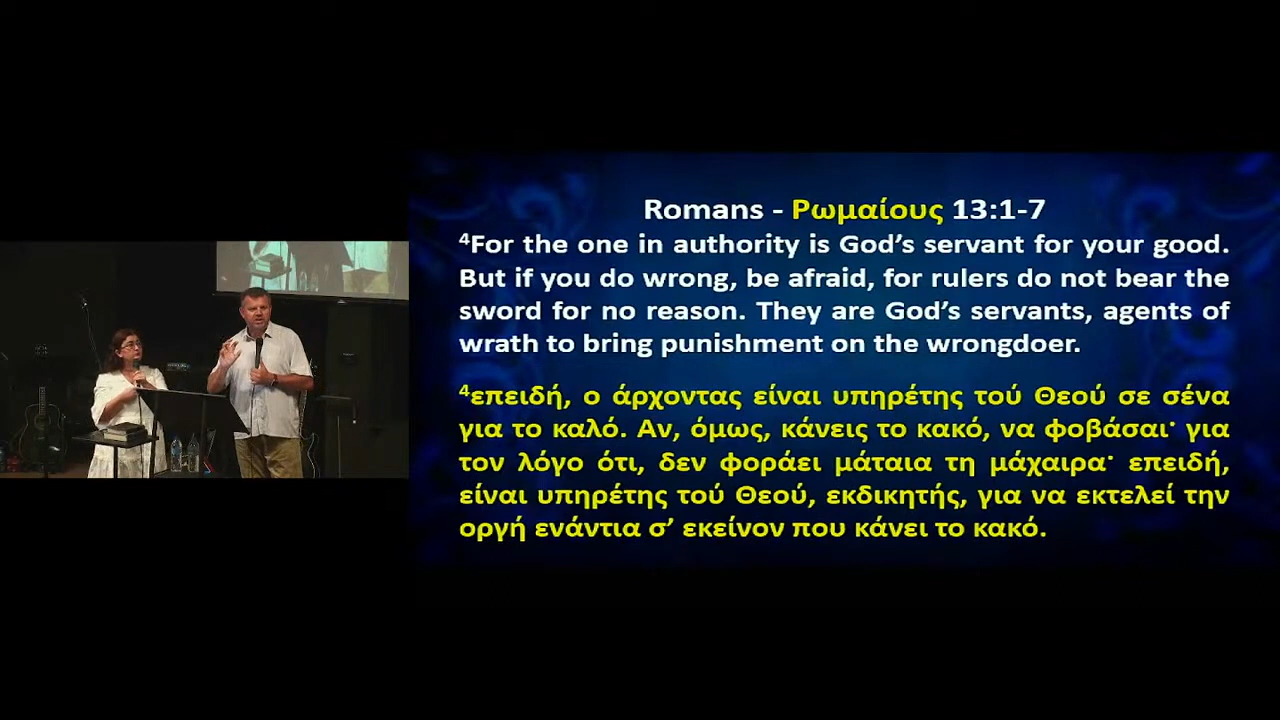 Romans - Ρωμαίους 13:1-7
⁴For the one in authority is God’s servant for your good.
But if you do wrong, be afraid, for rulers do not bear the
sword for no reason. They are God’s servants, agents of
wrath to bring punishment on the wrongdoer.
⁴επειδή, ο άρχοντας είναι υπηρέτης τού Θεού σε σένα
για το καλό. Αν, όμως, κάνεις το κακό, να φοβάσαι· για
τον λόγο ότι, δεν φοράει μάταια τη μάχαιρα· επειδή,
είναι υπηρέτης τού Θεού, εκδικητής, για να εκτελεί την
οργή ενάντια σ’ εκείνον που κάνει το κακό.